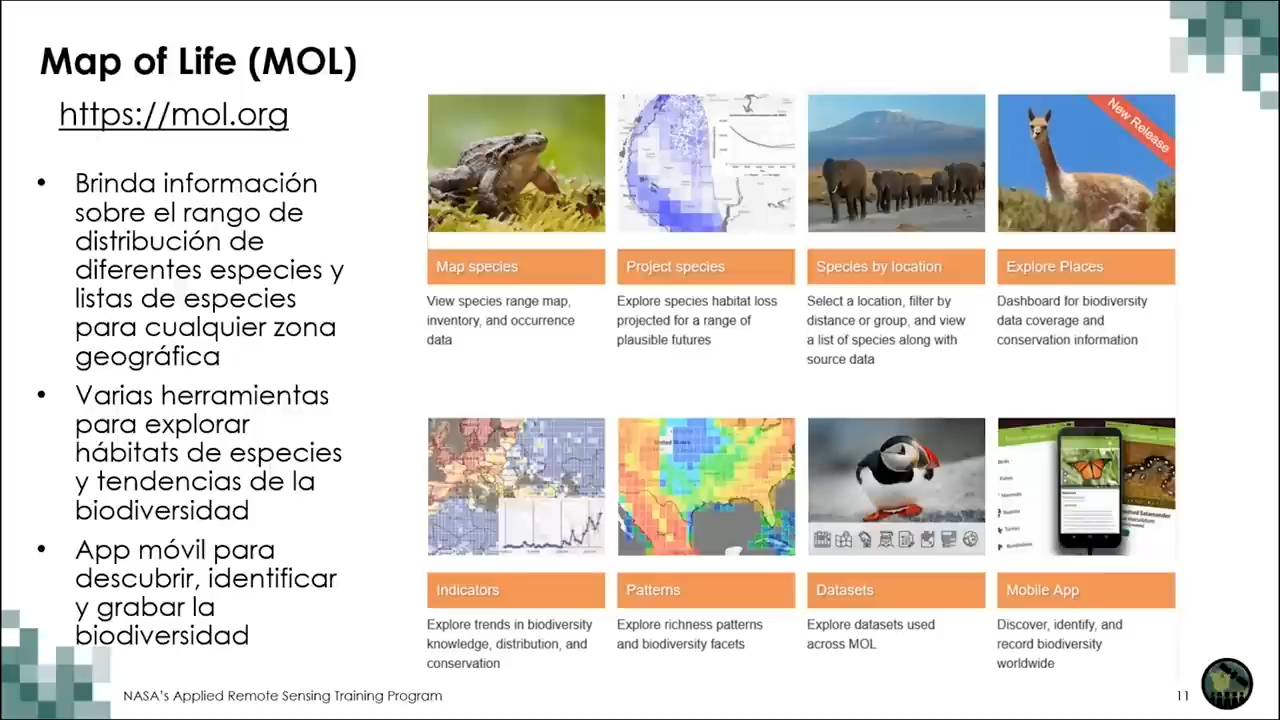 Map of Life (MOL)
https://mol.org
• Brinda información
sobre el rango de
distribución de
diferentes especies y
listas de especies
para cualquier zona
geográfica
• Varias herramientas
para explorar
hábitats de especies
y tendencias de la
biodiversidad
• App móvil para
descubrir, identificar
y grabar la
biodiversidad
New Release
Map species
View species range map,
inventory, and occurrence
data
Project species
Explore species habitat loss
projected for a range of
plausible futures
Species by location
Select a location, filter by
distance or group, and view
a list of species along with
source data
Explore Places
Dashboard for biodiversity
data coverage and
conservation information
United States
Indicators
Explore trends in biodiversity
knowledge, distribution, and
conservation
Patterns
Explore richness patterns
and biodiversity facets
Datasets
Explore datasets used
across MOL
Mobile App
Discover, identify, and
record biodiversity
worldwide
NASA's Applied Remote Sensing Training Program
11